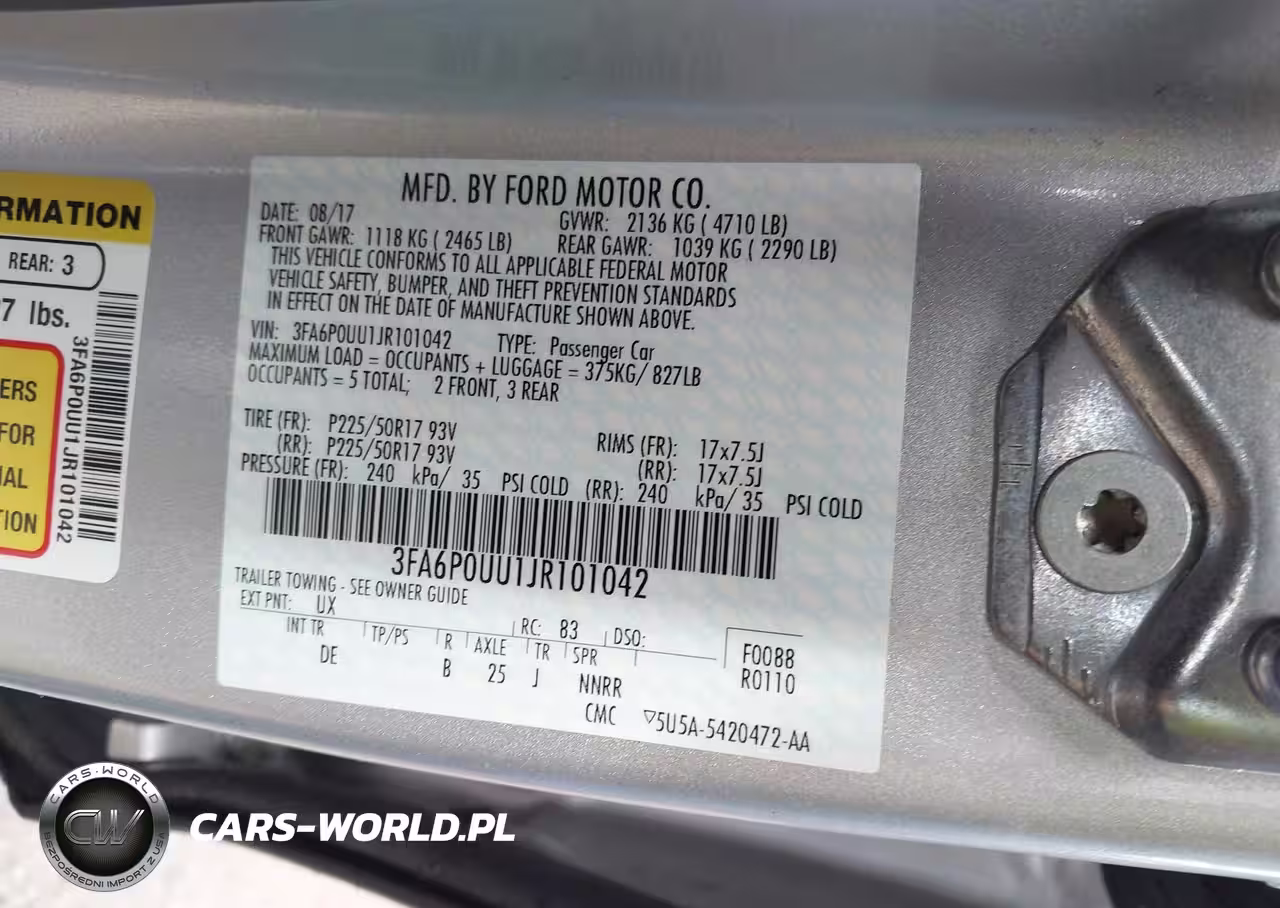 RMATION
REAR: 3
7 lbs.
3FA6P0UU1JR101042
ERS
FOR
AL
TION
MFD. BY FORD MOTOR CO.
DATE: 08/17 GVWR: 2136 KG ( 4710 LB)
FRONT GAWR: 1118 KG ( 2465 LB) REAR GAWR: 1039 KG ( 2290 LB)
THIS VEHICLE CONFORMS TO ALL APPLICABLE FEDERAL MOTOR
VEHICLE SAFETY, BUMPER, AND THEFT PREVENTION STANDARDS
IN EFFECT ON THE DATE OF MANUFACTURE SHOWN ABOVE.
VIN: 3FA6P0UU1JR101042 TYPE: Passenger Car
MAXIMUM LOAD = OCCUPANTS + LUGGAGE = 375KG/ 827LB
OCCUPANTS = 5 TOTAL; 2 FRONT, 3 REAR
TIRE (FR): P225/50R17 93V RIMS (FR): 17x7.5J
(RR): P225/50R17 93V (RR): 17x7.5J
PRESSURE (FR): 240 kPa/ 35 PSI COLD (RR): 240 kPa/ 35 PSI COLD
3FA6P0UU1JR101042
TRAILER TOWING - SEE OWNER GUIDE
EXT PNT: UX RC: 83 DSO:
INT TR TP/PS R AXLE TR SPR F0088
DE B 25 J NNRR R0110
CMC ▽5U5A-5420472-AA
CARS-WORLD
CW
BEZPOŚREDNI IMPORT Z USA
CARS-WORLD.PL